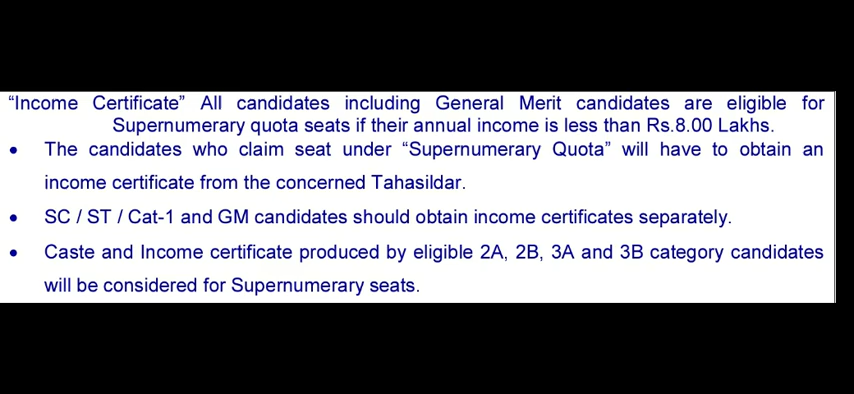 “Income Certificate” All candidates including General Merit candidates are eligible for
Supernumerary quota seats if their annual income is less than Rs.8.00 Lakhs.
• The candidates who claim seat under “Supernumerary Quota” will have to obtain an
income certificate from the concerned Tahasildar.
• SC / ST / Cat-1 and GM candidates should obtain income certificates separately.
• Caste and Income certificate produced by eligible 2A, 2B, 3A and 3B category candidates
will be considered for Supernumerary seats.